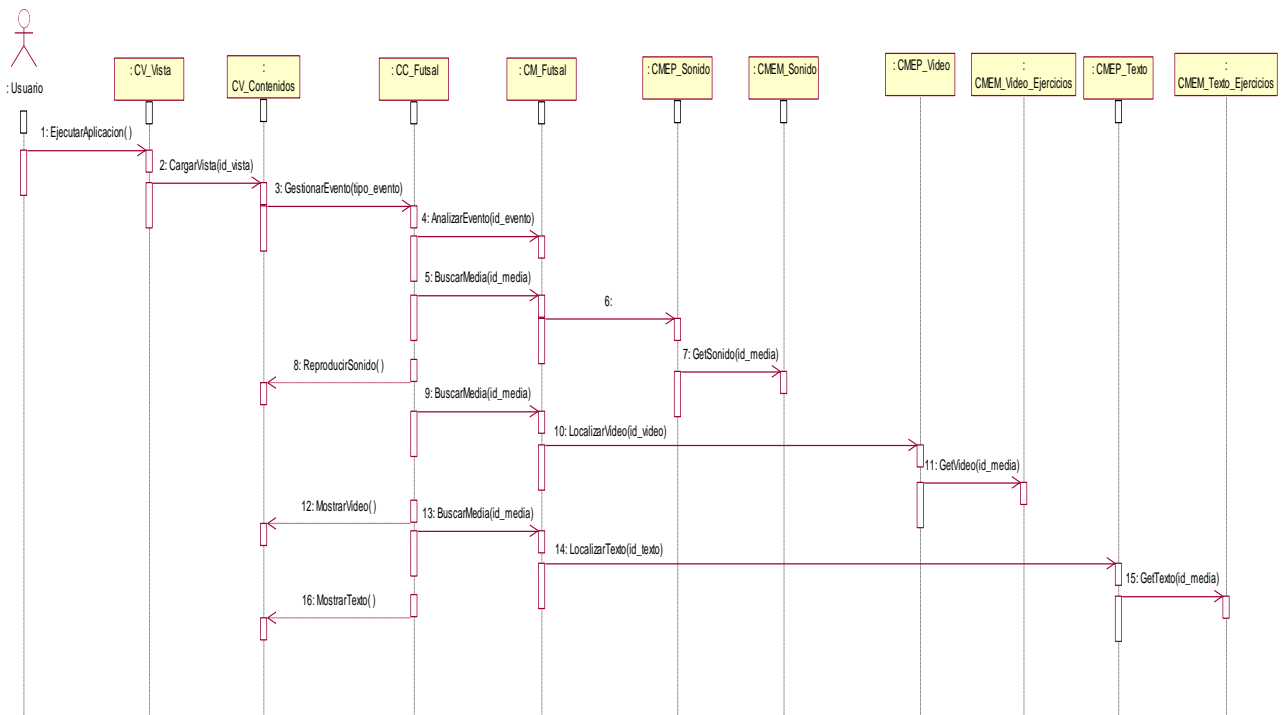 : Usuario
: CV_Vista
:
CV_Contenidos
: CC_Futsal
: CM_Futsal
: CMEP_Sonido
: CMEM_Sonido
: CMEP_Video
:
CMEM_Video_Ejercicios
: CMEP_Texto
:
CMEM_Texto_Ejercicios
1: EjecutarAplicacion( )
2: CargarVista(id_vista)
3: GestionarEvento(tipo_evento)
4: AnalizarEvento(id_evento)
5: BuscarMedia(id_media)
6:
7: GetSonido(id_media)
8: ReproducirSonido( )
9: BuscarMedia(id_media)
10: LocalizarVideo(id_video)
11: GetVideo(id_media)
12: MostrarVideo( )
13: BuscarMedia(id_media)
14: LocalizarTexto(id_texto)
15: GetTexto(id_media)
16: MostrarTexto( )